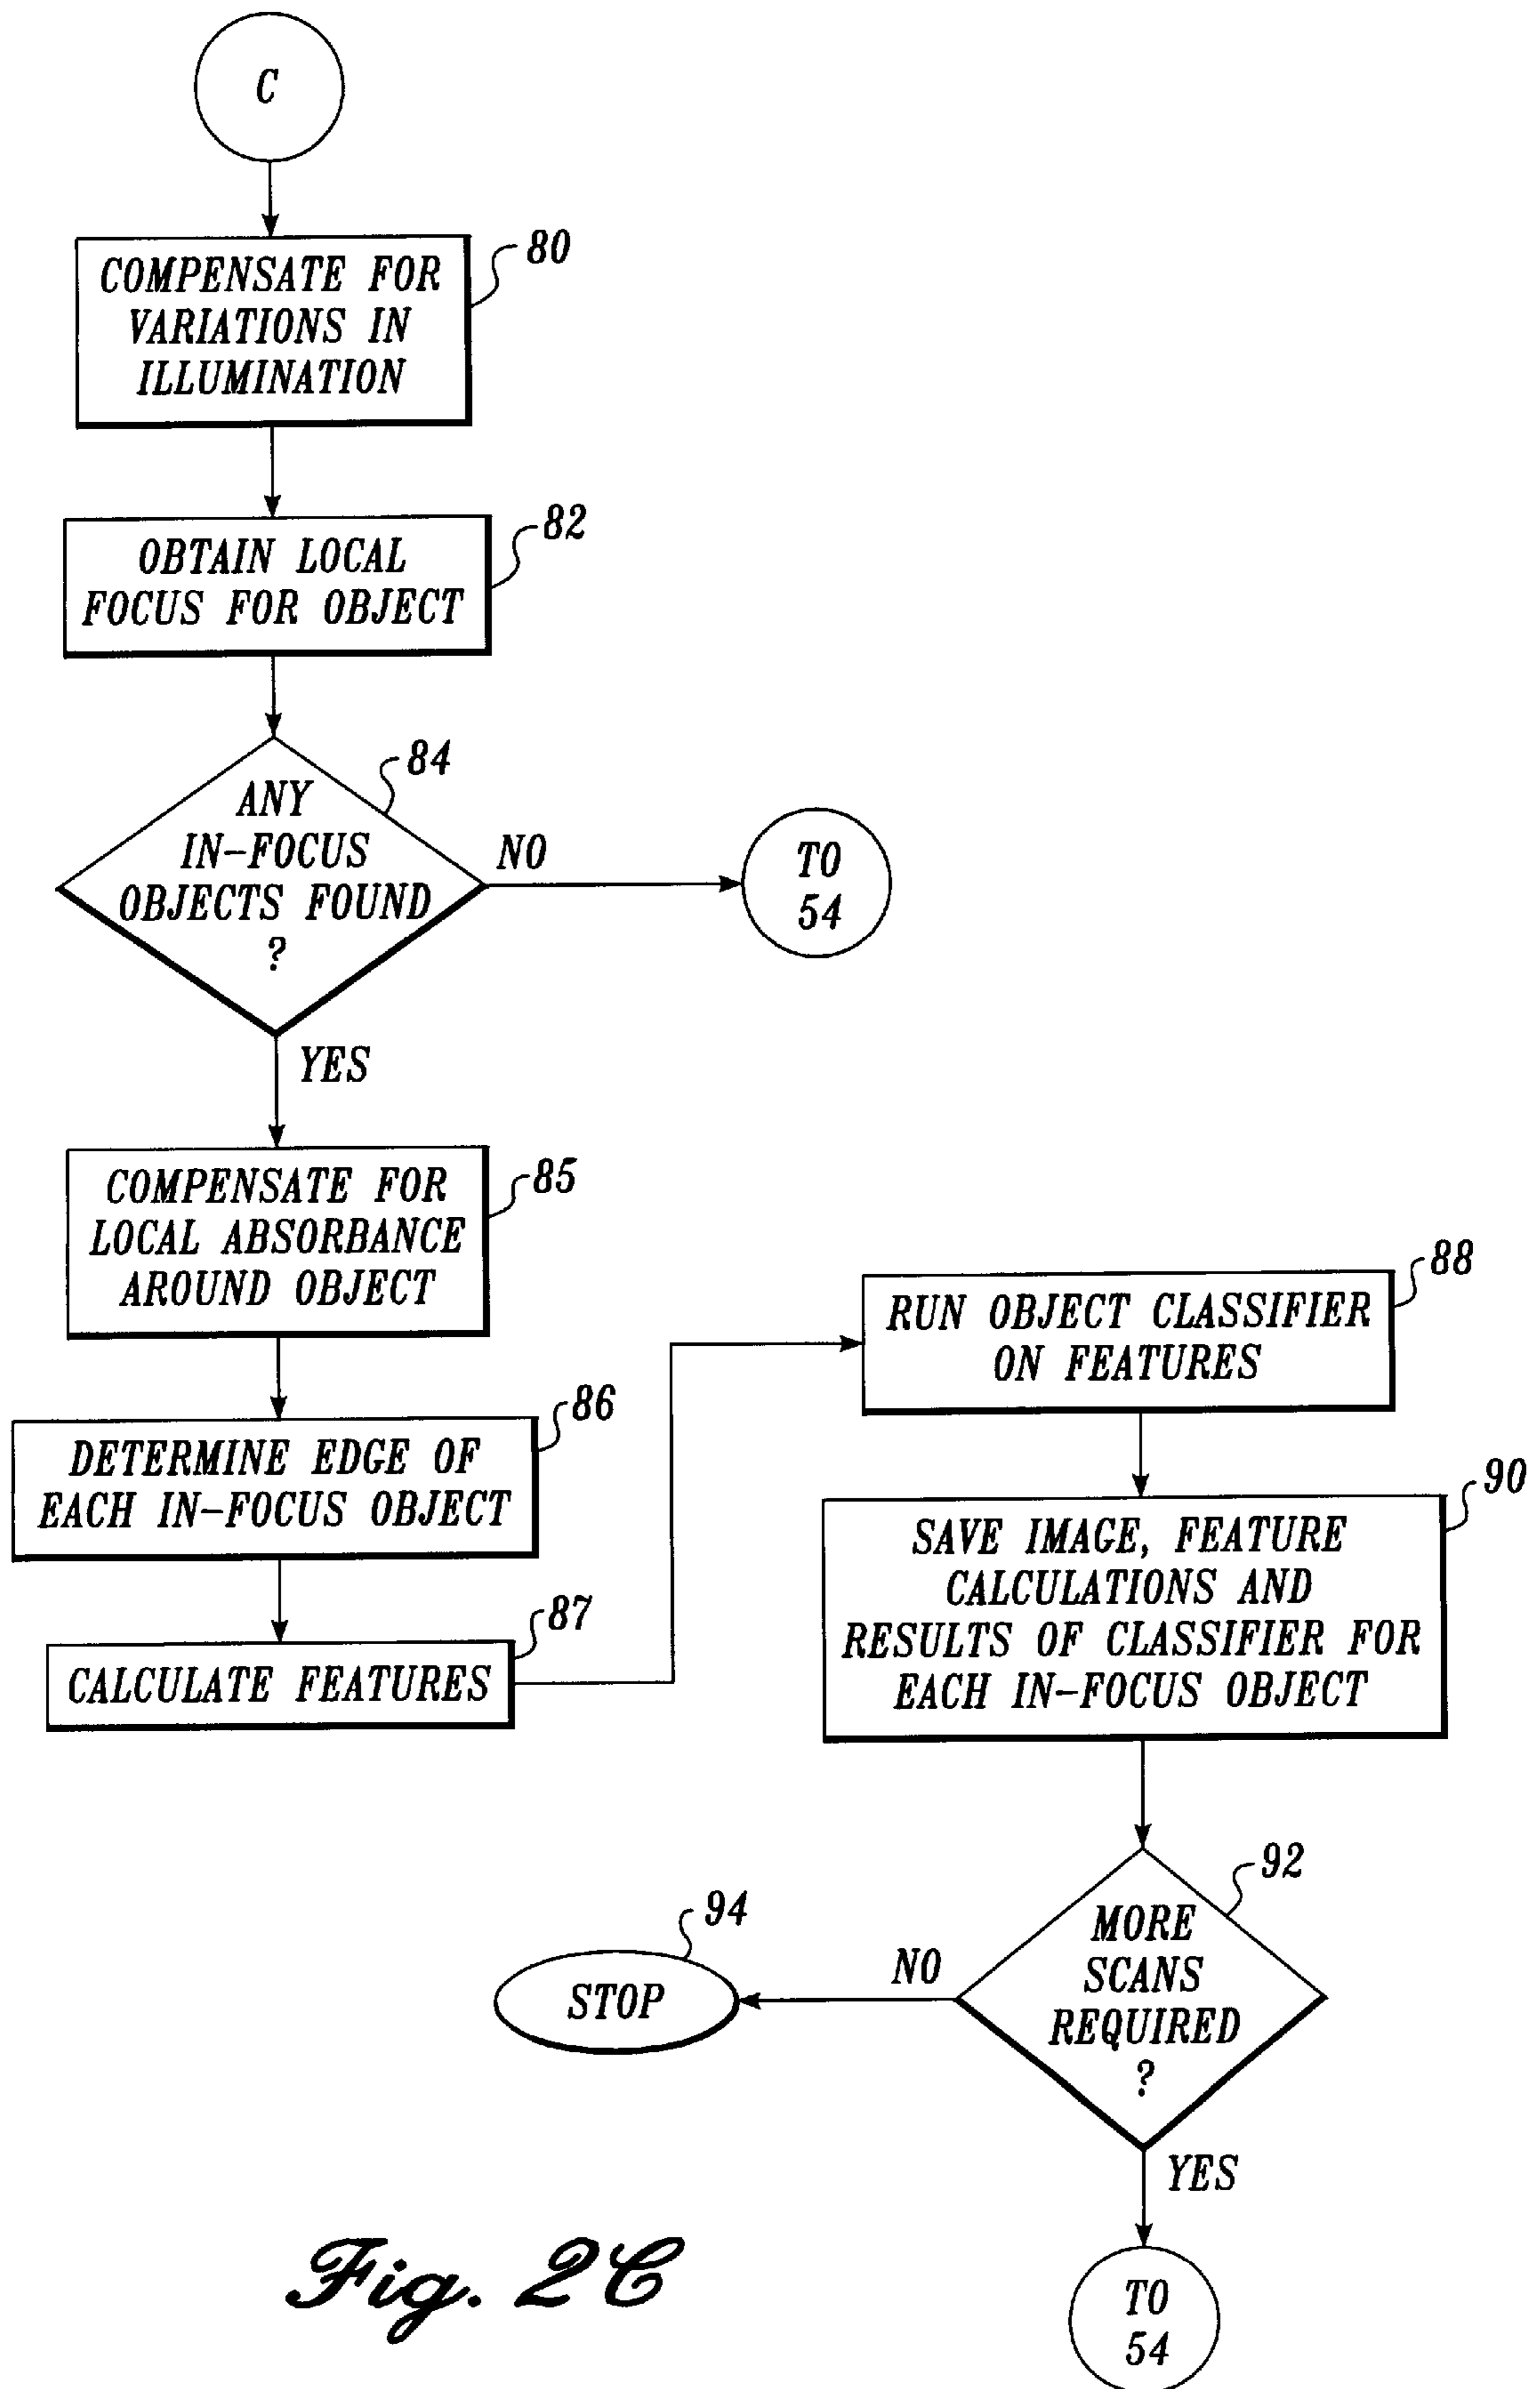 C
COMPENSATE FOR
VARIATIONS IN
ILLUMINATION
80
OBTAIN LOCAL
FOCUS FOR OBJECT
82
ANY
IN-FOCUS
OBJECTS FOUND
?
84
NO
TO
54
YES
COMPENSATE FOR
LOCAL ABSORBANCE
AROUND OBJECT
85
DETERMINE EDGE OF
EACH IN-FOCUS OBJECT
86
CALCULATE FEATURES
87
RUN OBJECT CLASSIFIER
ON FEATURES
88
SAVE IMAGE, FEATURE
CALCULATIONS AND
RESULTS OF CLASSIFIER FOR
EACH IN-FOCUS OBJECT
90
MORE
SCANS
REQUIRED
?
92
NO
STOP
94
YES
TO
54
Fig. 2C